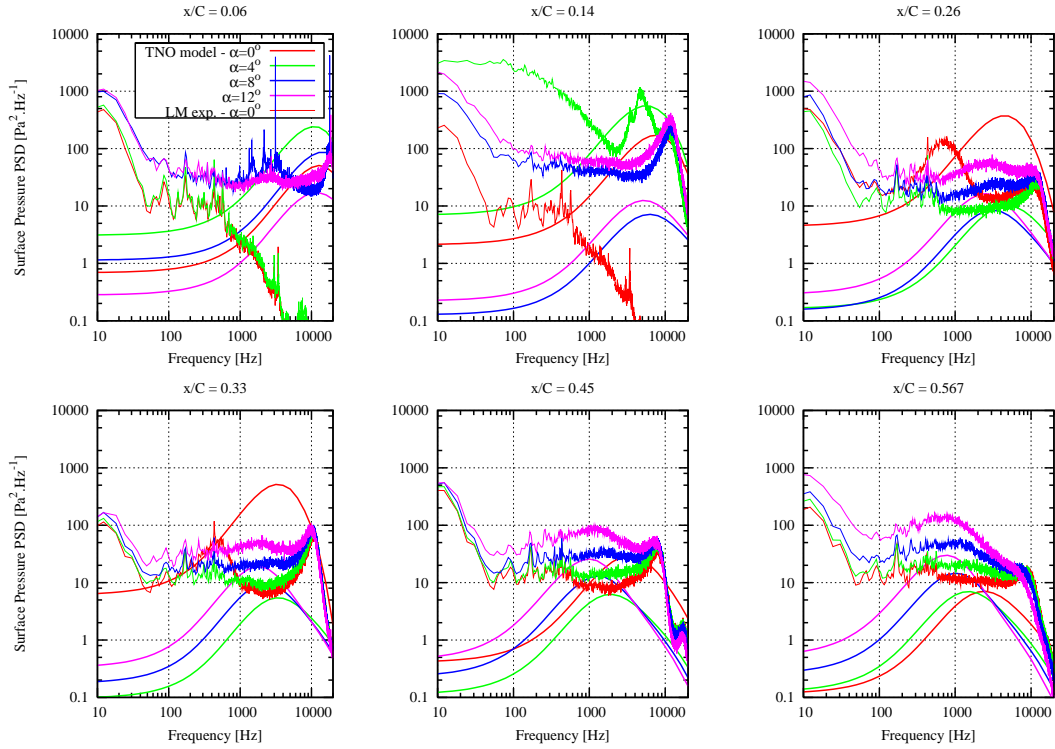 x/C = 0.06
x/C = 0.14
x/C = 0.26
Surface Pressure PSD [Pa².Hz⁻¹]
10000
1000
100
10
1
0.1
TNO model - α=0°
α=4°
α=8°
α=12°
LM exp. - α=0°
10 100 1000 10000
Frequency [Hz]
10000
1000
100
10
1
0.1
10 100 1000 10000
Frequency [Hz]
10000
1000
100
10
1
0.1
10 100 1000 10000
Frequency [Hz]
x/C = 0.33
x/C = 0.45
x/C = 0.567
Surface Pressure PSD [Pa².Hz⁻¹]
10000
1000
100
10
1
0.1
10 100 1000 10000
Frequency [Hz]
10000
1000
100
10
1
0.1
10 100 1000 10000
Frequency [Hz]
10000
1000
100
10
1
0.1
10 100 1000 10000
Frequency [Hz]